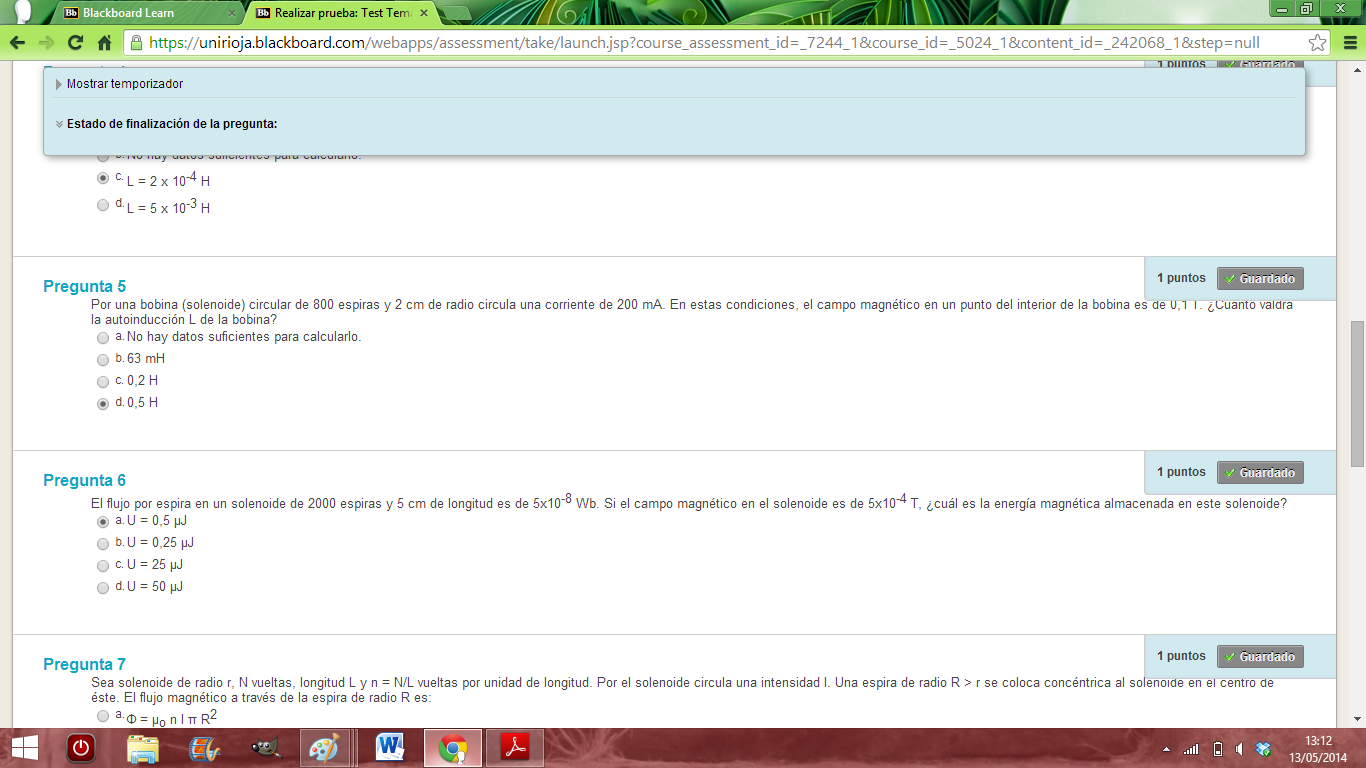 Blackboard Learn
Realizar prueba: Test Tem
https://unirioja.blackboard.com/webapps/assessment/take/launch.jsp?course_assessment_id=_7244_1&course_id=_5024_1&content_id=_242068_1&step=null
1 puntos Guardado
Mostrar temporizador
Estado de finalización de la pregunta:
b. No hay datos suficientes para calcularlo.
c. L = 2 x 10^-4 H
d. L = 5 x 10^-3 H
1 puntos Guardado
Pregunta 5
Por una bobina (solenoide) circular de 800 espiras y 2 cm de radio circula una corriente de 200 mA. En estas condiciones, el campo magnético en un punto del interior de la bobina es de 0,1 T. ¿Cuánto valdrá
la autoinducción L de la bobina?
a. No hay datos suficientes para calcularlo.
b. 63 mH
c. 0,2 H
d. 0,5 H
1 puntos Guardado
Pregunta 6
El flujo por espira en un solenoide de 2000 espiras y 5 cm de longitud es de 5x10^-8 Wb. Si el campo magnético en el solenoide es de 5x10^-4 T, ¿cuál es la energía magnética almacenada en este solenoide?
a. U = 0,5 µJ
b. U = 0,25 µJ
c. U = 25 µJ
d. U = 50 µJ
1 puntos Guardado
Pregunta 7
Sea solenoide de radio r, N vueltas, longitud L y n = N/L vueltas por unidad de longitud. Por el solenoide circula una intensidad I. Una espira de radio R > r se coloca concéntrica al solenoide en el centro de
éste. El flujo magnético a través de la espira de radio R es:
a. Φ = µ₀ n I π R²
13:12
13/05/2014